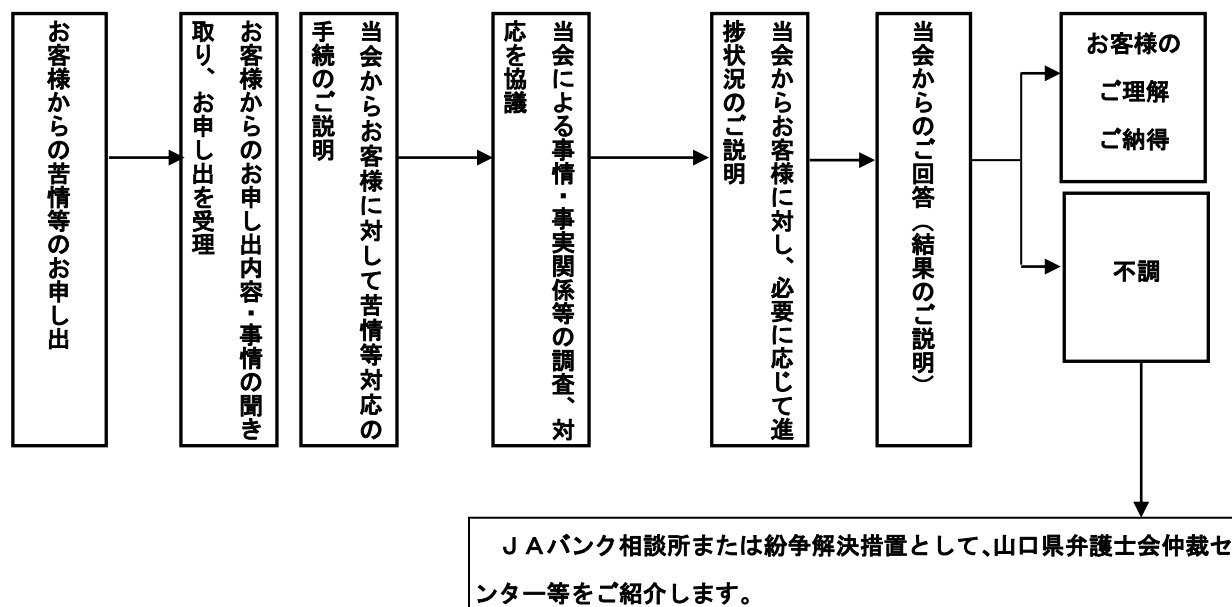 お客様からの苦情等のお申し出
お客様からのお申し出内容・事情の聞き
取り、お申し出を受理
当会からお客様に対して苦情等対応の
手続のご説明
当会による事情・事実関係等の調査、対
応を協議
当会からお客様に対し、必要に応じて進
捗状況のご説明
当会からのご回答（結果のご説明）
お客様の
ご理解
ご納得
不調
ＪＡバンク相談所または紛争解決措置として、山口県弁護士会仲裁セ
ンター等をご紹介します。